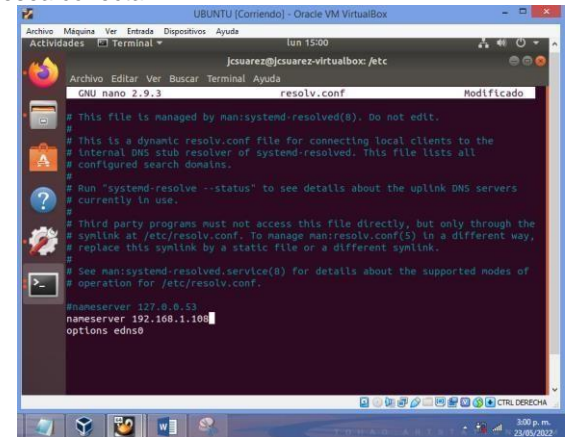 UBUNTU [Corriendo] - Oracle VM VirtualBox
Archivo Máquina Ver Entrada Dispositivos Ayuda
Actividades Terminal lun 15:00
jcsuarez@jcsuarez-virtualbox: /etc
Archivo Editar Ver Buscar Terminal Ayuda
GNU nano 2.9.3 resolv.conf Modificado
# This file is managed by man:systemd-resolved(8). Do not edit.
#
# This is a dynamic resolv.conf file for connecting local clients to the
# internal DNS stub resolver of systemd-resolved. This file lists all
# configured search domains.
#
# Run "systemd-resolve --status" to see details about the uplink DNS servers
# currently in use.
#
# Third party programs must not access this file directly, but only through the
# symlink at /etc/resolv.conf. To manage man:resolv.conf(5) in a different way,
# replace this symlink by a static file or a different symlink.
#
# See man:systemd-resolved.service(8) for details about the supported modes of
# operation for /etc/resolv.conf.
#nameserver 127.0.0.53
nameserver 192.168.1.108
options edns0
CTRL DERECHA
3:00 p. m.
23/05/2022